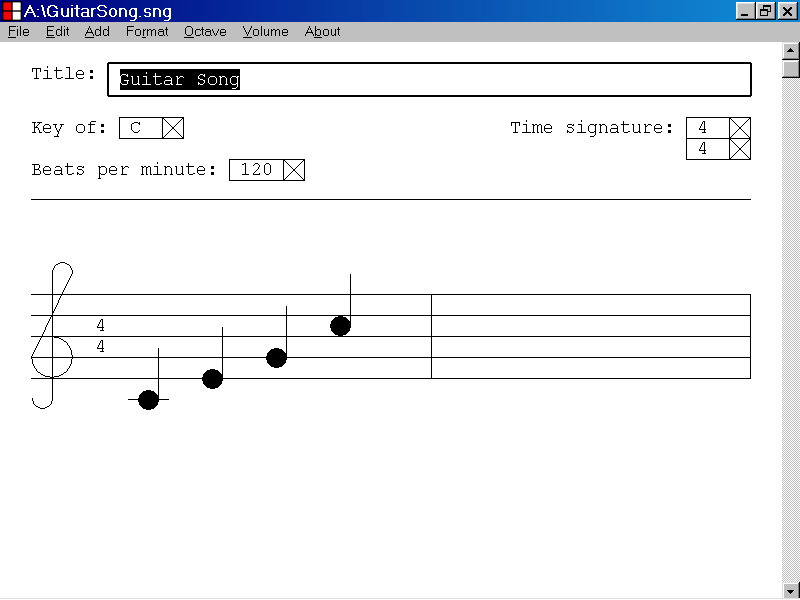 A:\GuitarSong.sng
File Edit Add Format Octave Volume About
Title: Guitar Song
Key of: C Time signature: 4
4
Beats per minute: 120
4
4